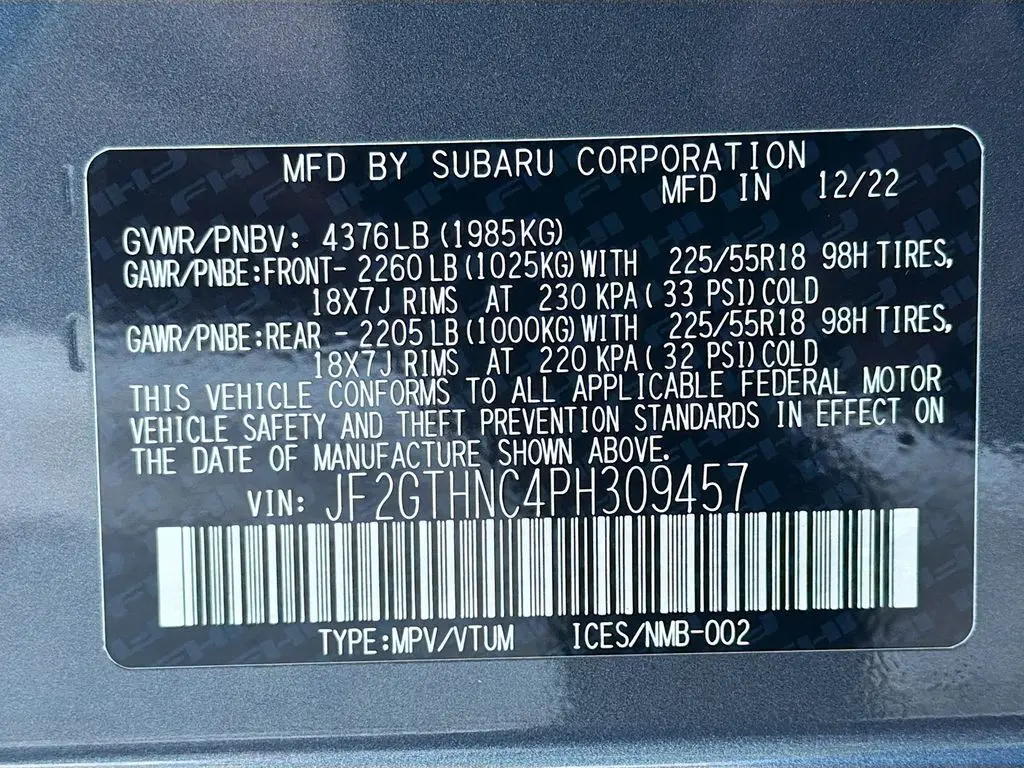 MFD BY SUBARU CORPORATION
MFD IN 12/22
GVWR/PNBV: 4376LB(1985KG)
GAWR/PNBE:FRONT- 2260LB(1025KG)WITH 225/55R18 98H TIRES,
18X7J RIMS AT 230 KPA( 33 PSI)COLD
GAWR/PNBE:REAR - 2205LB(1000KG)WITH 225/55R18 98H TIRES,
18X7J RIMS AT 220 KPA( 32 PSI)COLD
THIS VEHICLE CONFORMS TO ALL APPLICABLE FEDERAL MOTOR
VEHICLE SAFETY AND THEFT PREVENTION STANDARDS IN EFFECT ON
THE DATE OF MANUFACTURE SHOWN ABOVE.
VIN: JF2GTHNC4PH309457
TYPE:MPV/VTUM ICES/NMB-002